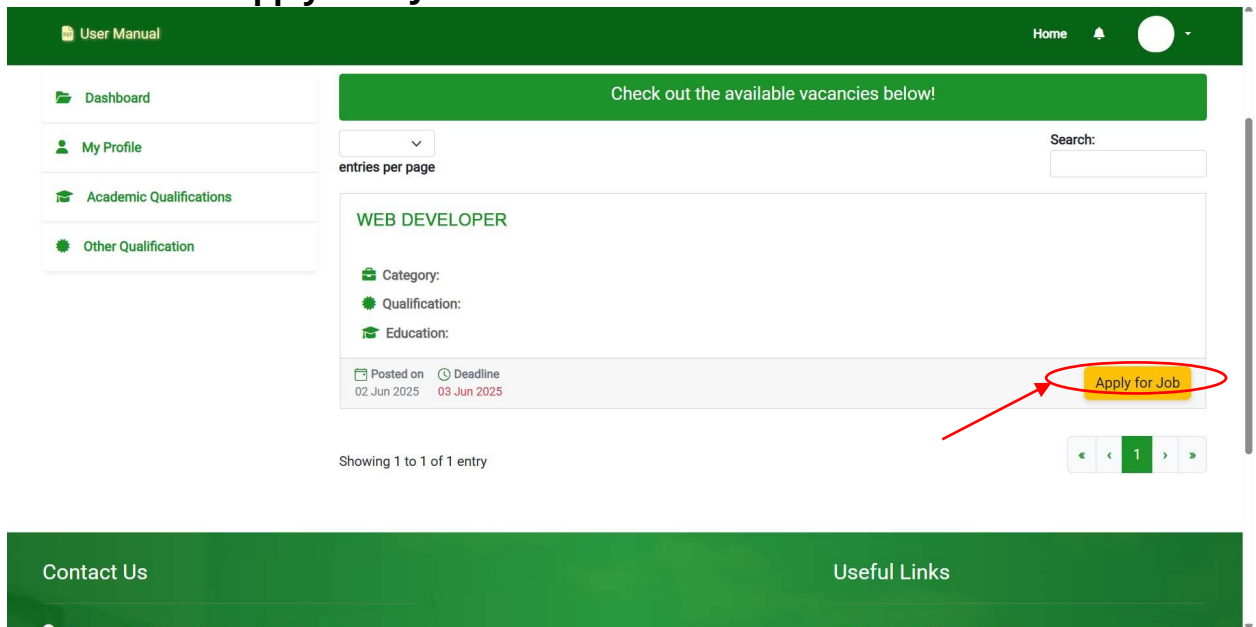 User Manual
Home
Dashboard
My Profile
Academic Qualifications
Other Qualification
Check out the available vacancies below!
entries per page
Search:
WEB DEVELOPER
Category:
Qualification:
Education:
Posted on Deadline
02 Jun 2025 03 Jun 2025
Apply for Job
Showing 1 to 1 of 1 entry
« ‹ 1 › »
Contact Us
Useful Links